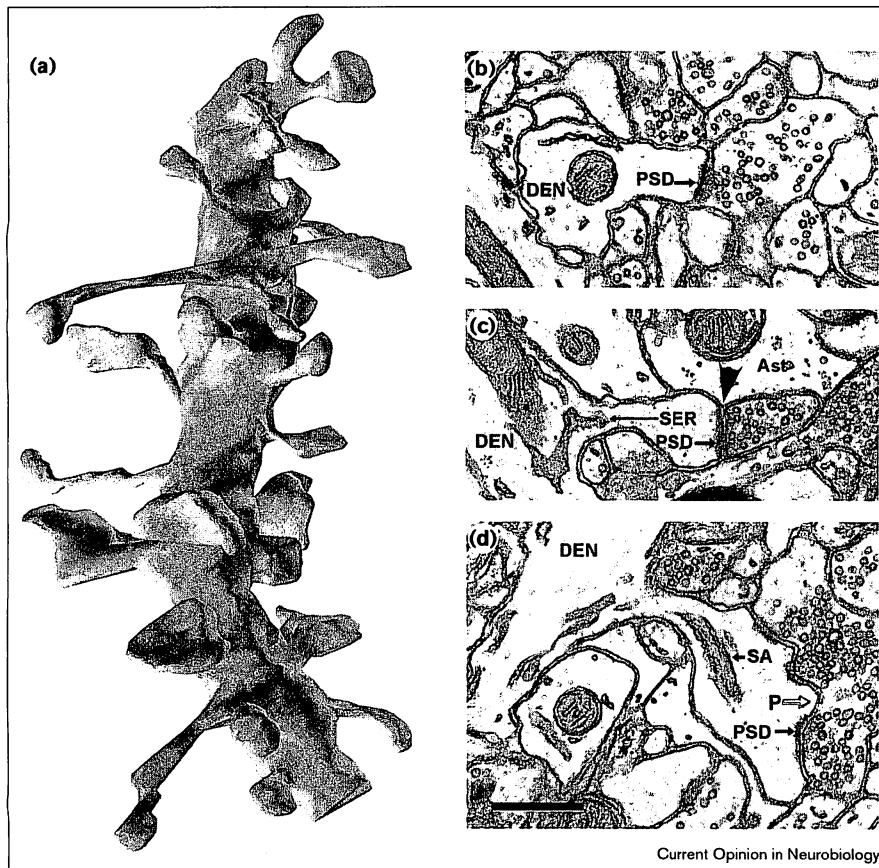 (a)
(b)
DEN
PSD
(c)
Ast
SER
PSD
DEN
(d)
DEN
SA
P
PSD
Current Opinion in Neurobiology